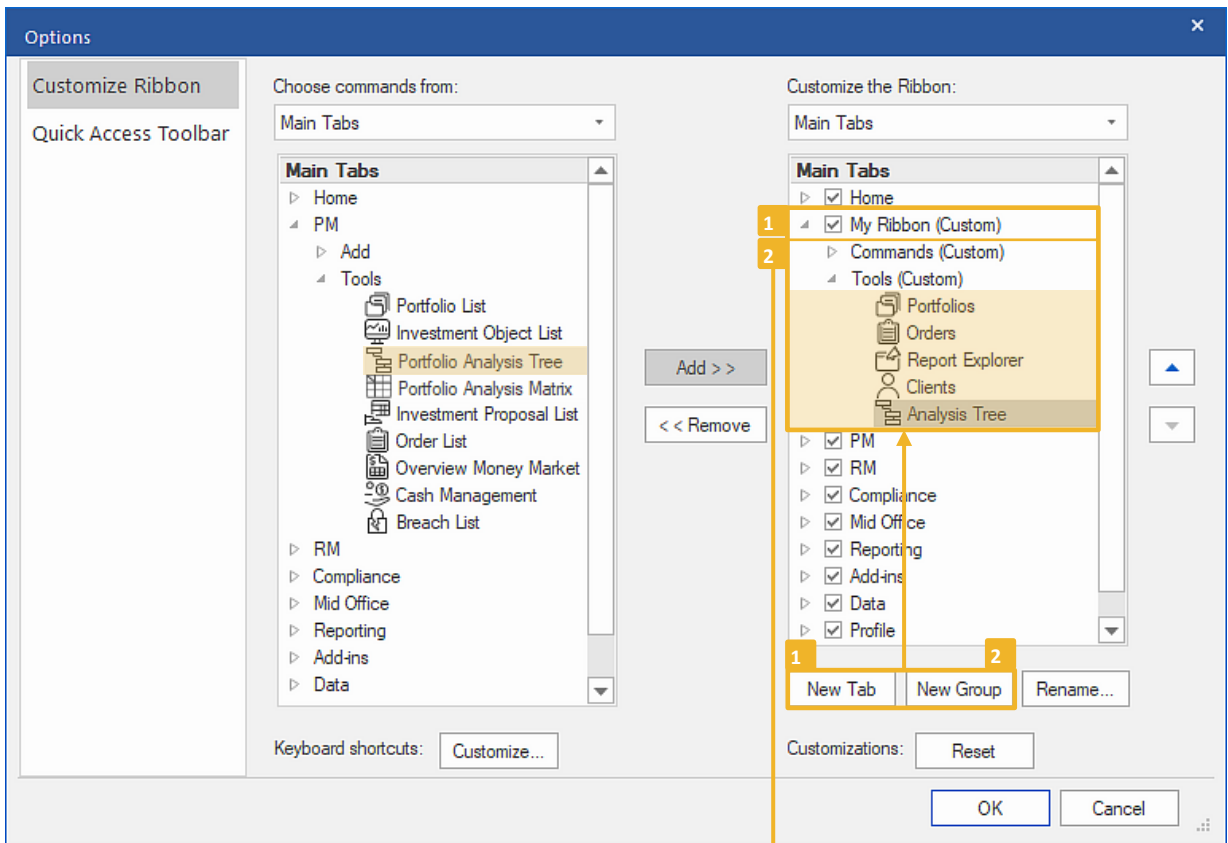 Options
Customize Ribbon
Quick Access Toolbar
Choose commands from:
Main Tabs
Main Tabs
Home
PM
Add
Tools
Portfolio List
Investment Object List
Portfolio Analysis Tree
Portfolio Analysis Matrix
Investment Proposal List
Order List
Overview Money Market
Cash Management
Breach List
RM
Compliance
Mid Office
Reporting
Add-ins
Data
Keyboard shortcuts: Customize...
Add > >
< < Remove
Customize the Ribbon:
Main Tabs
Main Tabs
Home
1 My Ribbon (Custom)
2 Commands (Custom)
Tools (Custom)
Portfolios
Orders
Report Explorer
Clients
Analysis Tree
PM
RM
Compliance
Mid Office
Reporting
Add-ins
Data
Profile
1 2
New Tab New Group Rename...
Customizations: Reset
OK Cancel